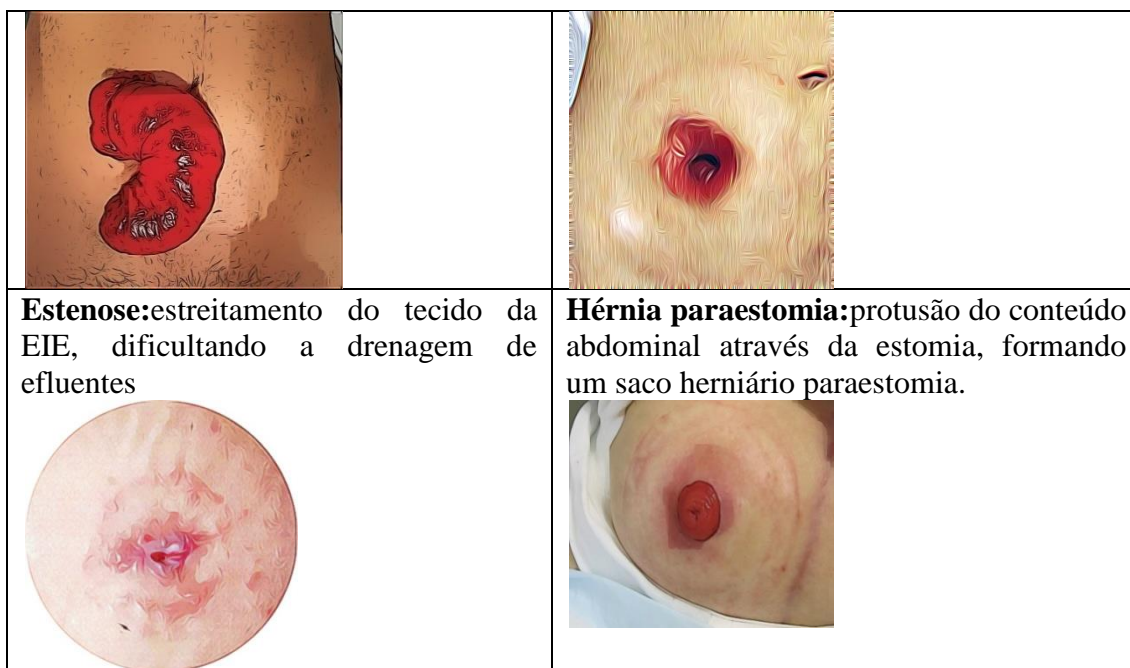 Estenose:estreitamento do tecido da
EIE, dificultando a drenagem de
efluentes
Hérnia paraestomia:protusão do conteúdo
abdominal através da estomia, formando
um saco herniário paraestomia.